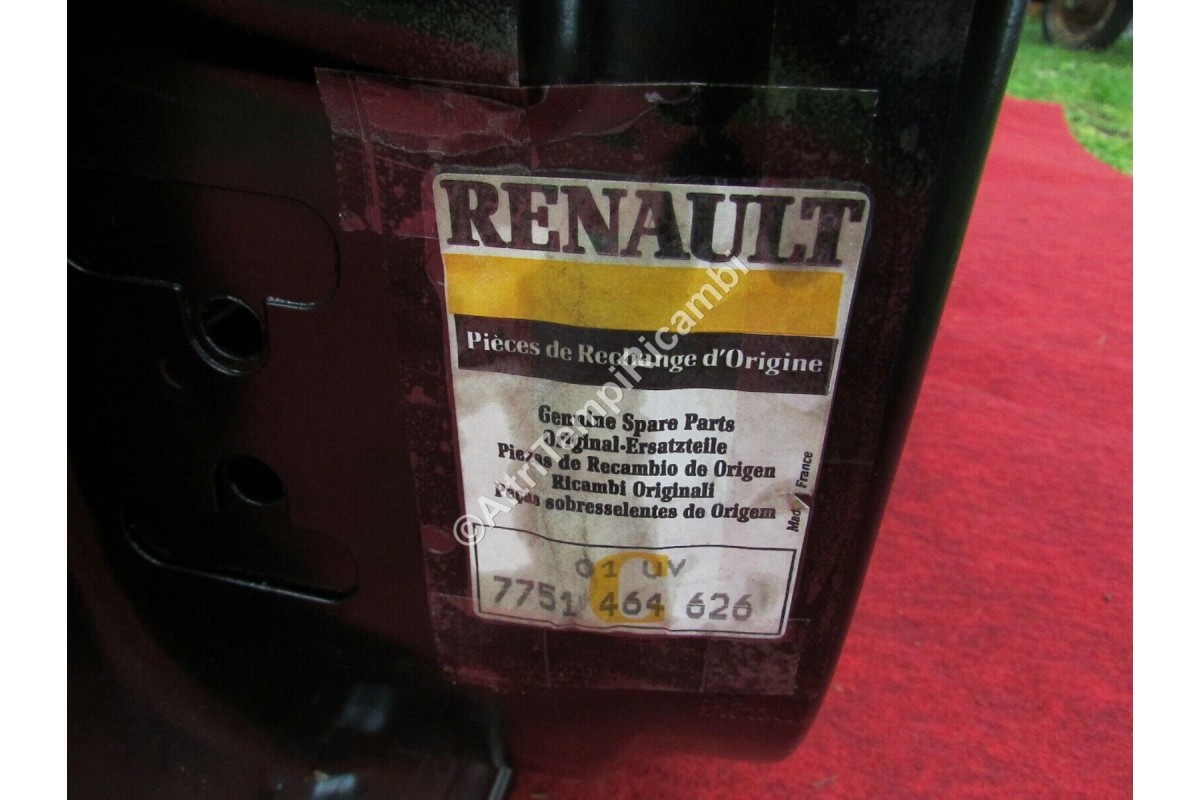 RENAULT
Pièces de Rechange d'Origine
Genuine Spare Parts
Original-Ersatzteile
Piezas de Recambio de Origen
Ricambi Originali
Peças sobresselentes de Origem
Made in France
01 UV
C
7751 464 626
©AttriTempiRicambi